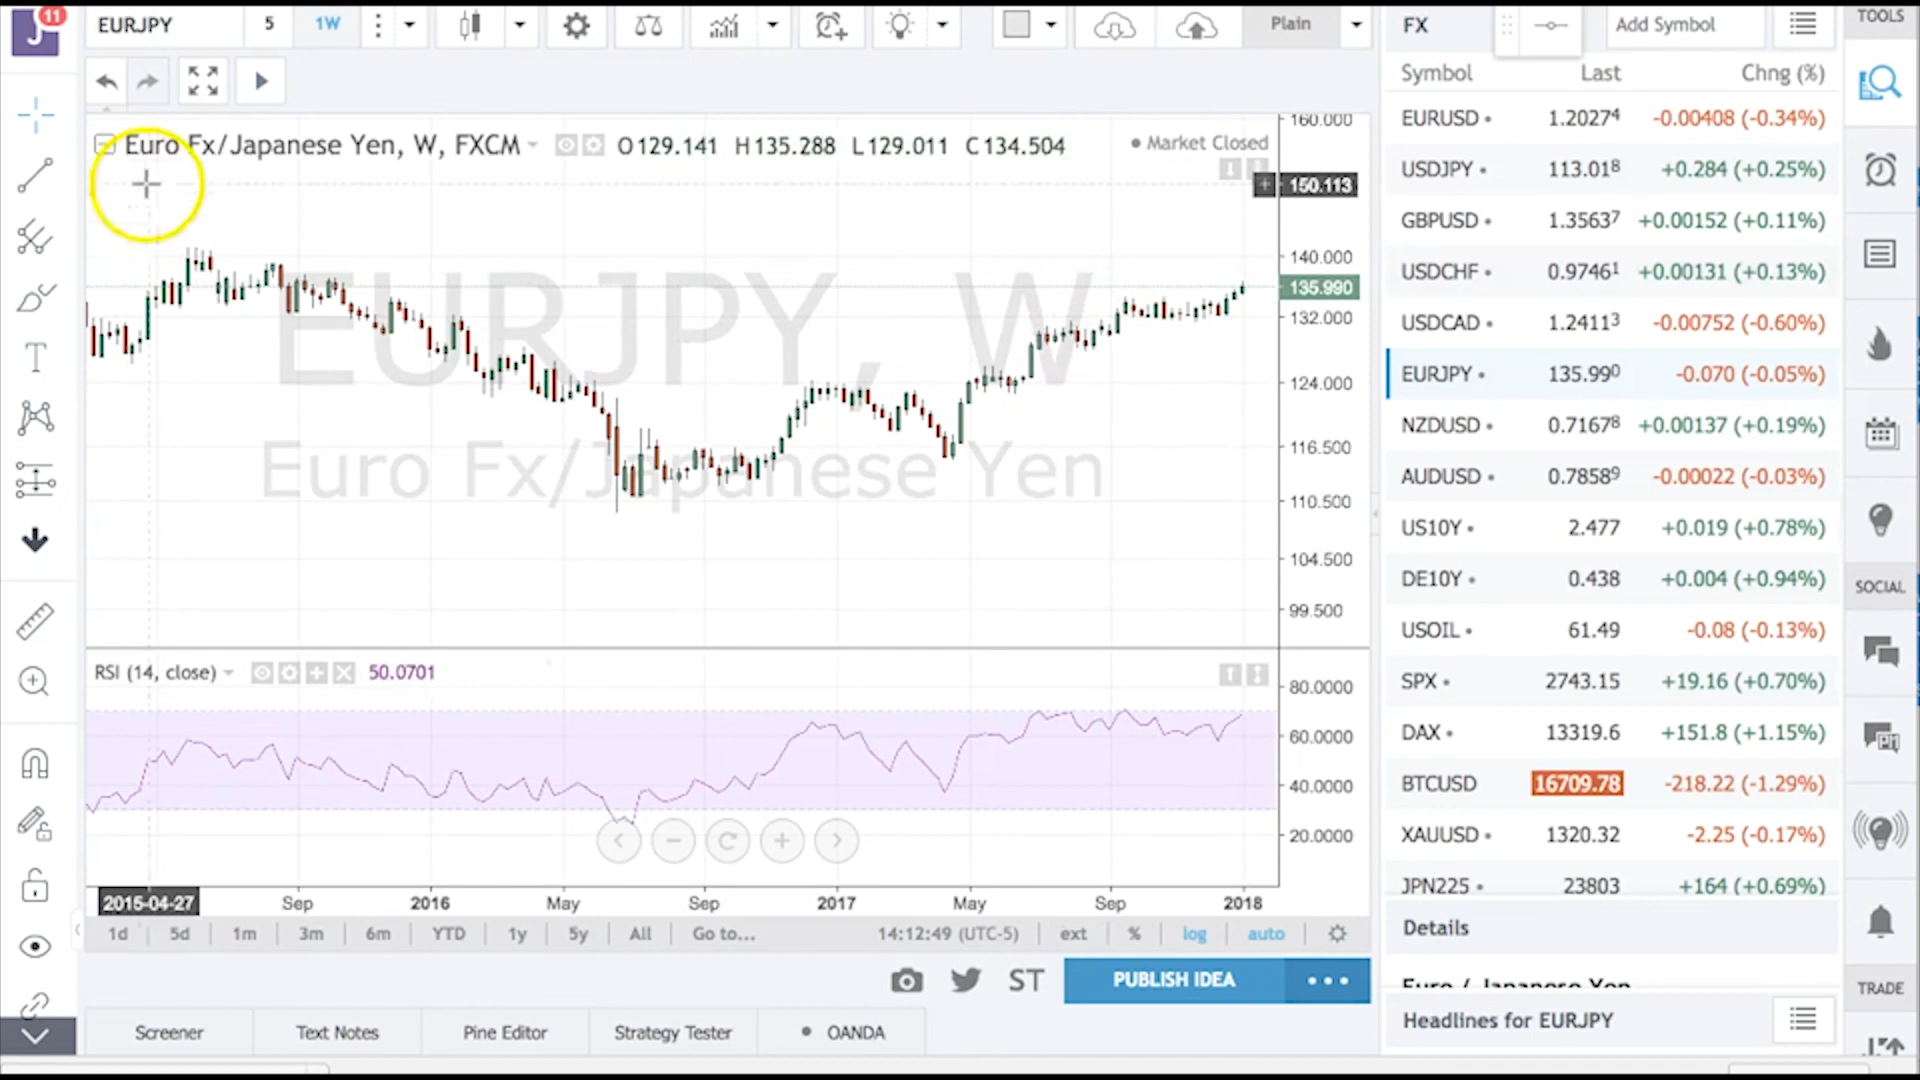 J 11
EURJPY 5 1W Plain FX Add Symbol TOOLS
Symbol Last Chng (%)
Euro Fx/Japanese Yen, W, FXCM O129.141 H135.288 L129.011 C134.504 Market Closed
160.000
150.113
140.000
135.990
132.000
124.000
116.500
110.500
104.500
99.500
EURJPY, W
Euro Fx/Japanese Yen
RSI (14, close) 50.0701
80.0000
60.0000
40.0000
20.0000
2015-04-27 Sep 2016 May Sep 2017 May Sep 2018
1d 5d 1m 3m 6m YTD 1y 5y All Go to... 14:12:49 (UTC-5) ext % log auto
ST PUBLISH IDEA
Screener Text Notes Pine Editor Strategy Tester OANDA
EURUSD 1.20274 -0.00408 (-0.34%)
USDJPY 113.018 +0.284 (+0.25%)
GBPUSD 1.35637 +0.00152 (+0.11%)
USDCHF 0.97461 +0.00131 (+0.13%)
USDCAD 1.24113 -0.00752 (-0.60%)
EURJPY 135.990 -0.070 (-0.05%)
NZDUSD 0.71678 +0.00137 (+0.19%)
AUDUSD 0.78589 -0.00022 (-0.03%)
US10Y 2.477 +0.019 (+0.78%)
DE10Y 0.438 +0.004 (+0.94%)
USOIL 61.49 -0.08 (-0.13%)
SPX 2743.15 +19.16 (+0.70%)
DAX 13319.6 +151.8 (+1.15%)
BTCUSD 16709.78 -218.22 (-1.29%)
XAUUSD 1320.32 -2.25 (-0.17%)
JPN225 23803 +164 (+0.69%)
Details
Euro / Japanese Yen
Headlines for EURJPY
SOCIAL
TRADE